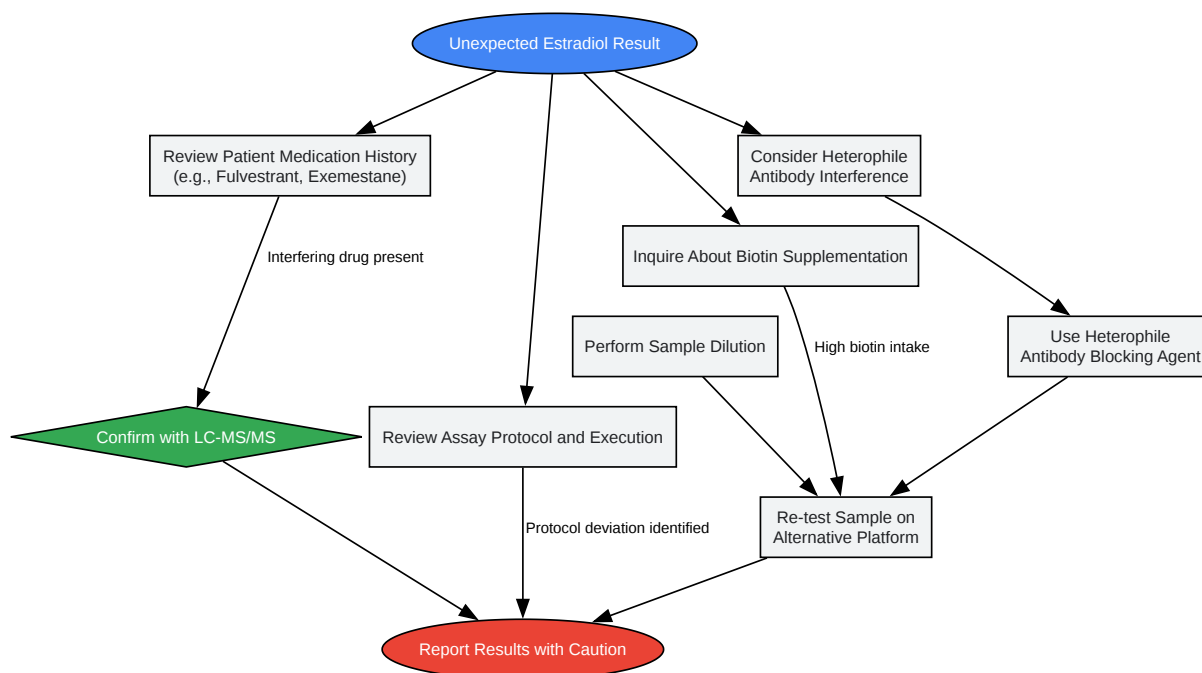 Unexpected Estradiol Result
Review Patient Medication History
(e.g., Fulvestrant, Exemestane)
Consider Heterophile
Antibody Interference
Interfering drug present
Inquire About Biotin Supplementation
Perform Sample Dilution
High biotin intake
Use Heterophile
Antibody Blocking Agent
Confirm with LC-MS/MS
Review Assay Protocol and Execution
Protocol deviation identified
Re-test Sample on
Alternative Platform
Report Results with Caution